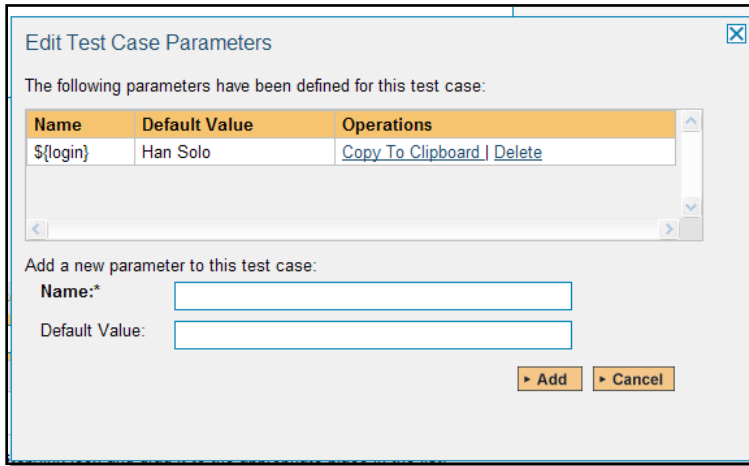 Edit Test Case Parameters
The following parameters have been defined for this test case:
Name Default Value Operations
${login} Han Solo Copy To Clipboard | Delete
Add a new parameter to this test case:
Name:*
Default Value:
Add Cancel